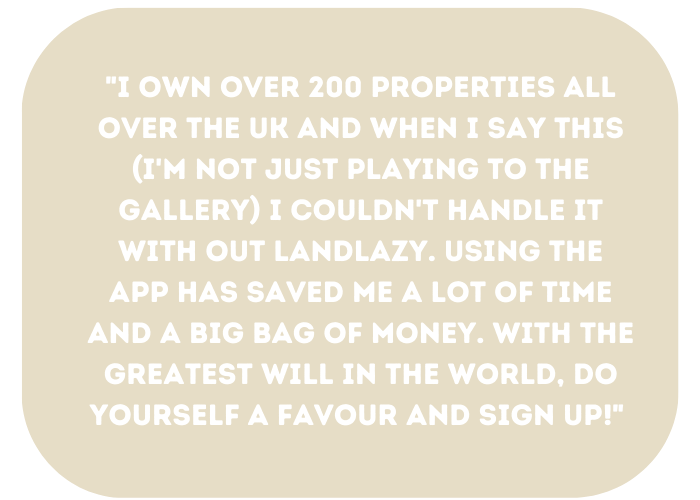 "I OWN OVER 200 PROPERTIES ALL
OVER THE UK AND WHEN I SAY THIS
(I'M NOT JUST PLAYING TO THE
GALLERY) I COULDN'T HANDLE IT
WITH OUT LANDLAZY. USING THE
APP HAS SAVED ME A LOT OF TIME
AND A BIG BAG OF MONEY. WITH THE
GREATEST WILL IN THE WORLD, DO
YOURSELF A FAVOUR AND SIGN UP!"